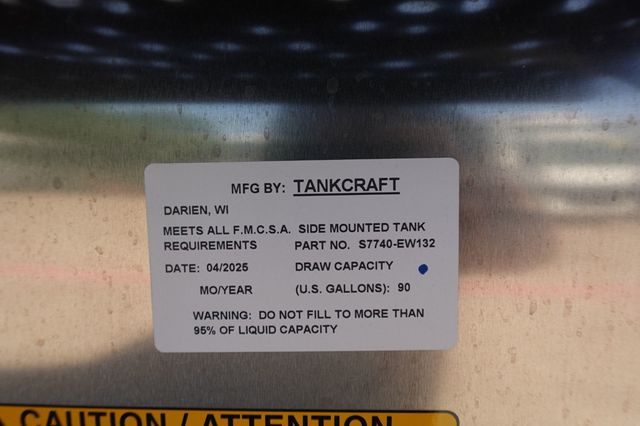 MFG BY: TANKCRAFT
DARIEN, WI
MEETS ALL F.M.C.S.A. SIDE MOUNTED TANK
REQUIREMENTS PART NO. S7740-EW132
DATE: 04/2025 DRAW CAPACITY
MO/YEAR (U.S. GALLONS): 90
WARNING: DO NOT FILL TO MORE THAN
95% OF LIQUID CAPACITY
CAUTION / ATTENTION